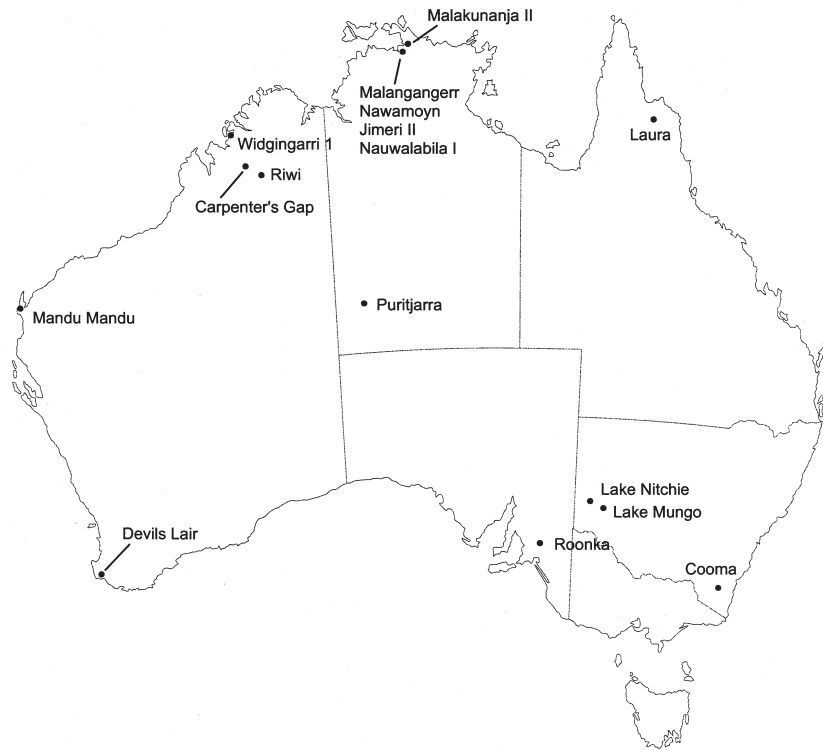 Malakunanja II
Malangangerr
Nawamoyn
Jimeri II
Nauwalabila I
Laura
Widgingarri 1
Riwi
Carpenter's Gap
Puritjarra
Mandu Mandu
Lake Nitchie
Lake Mungo
Devils Lair
Roonka
Cooma